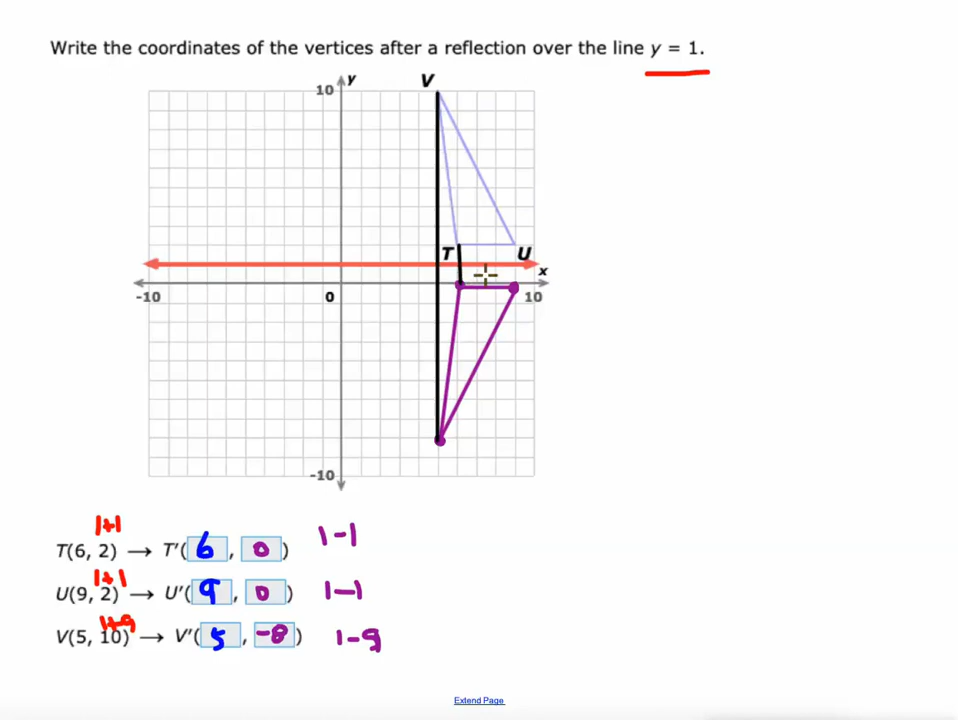 Write the coordinates of the vertices after a reflection over the line y = 1.
10 y V
T U
x
-10 0 10
-10
1+1
T(6, 2) → T'( 6 , 0 ) 1-1
1+1
U(9, 2) → U'( 9 , 0 ) 1-1
1+9
V(5, 10) → V'( 5 , -8 ) 1-9
Extend Page